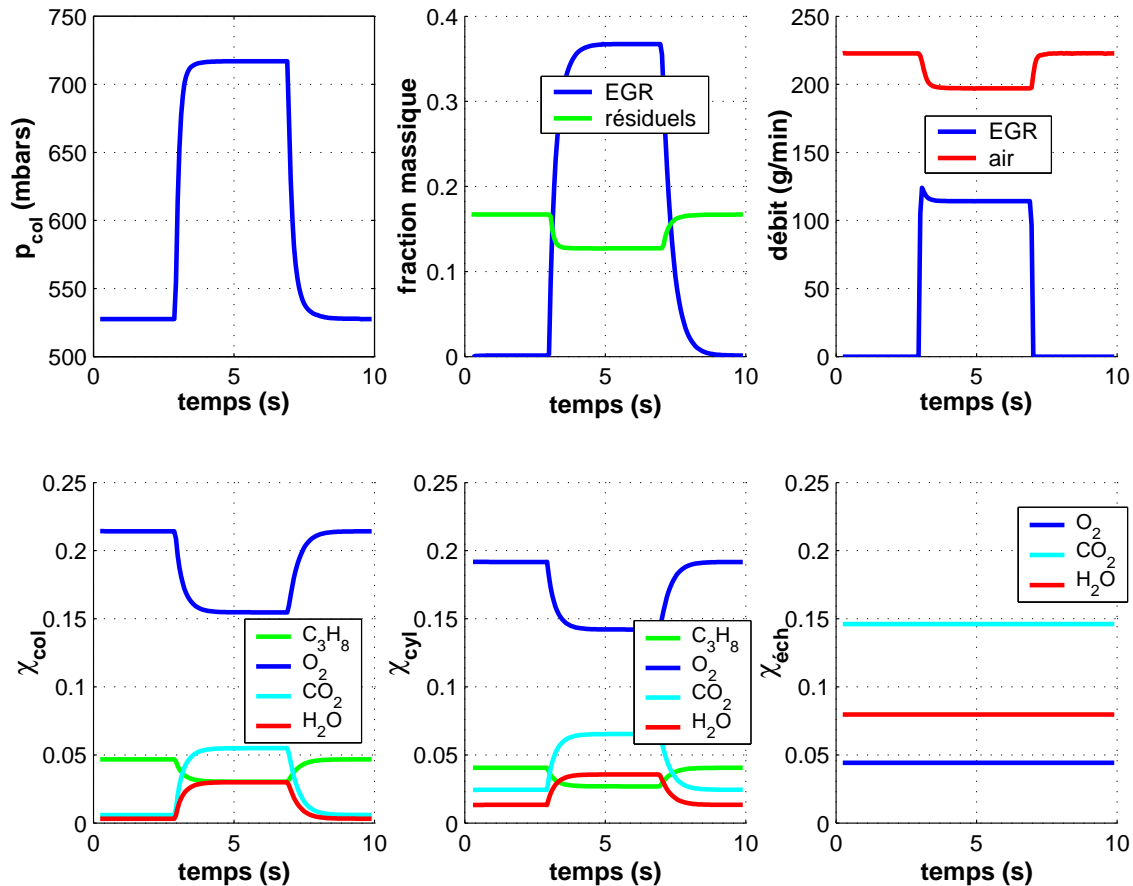 750
700
650
600
550
500
0
5
10
p_col (mbars)
temps (s)
0.4
0.3
0.2
0.1
0
0
5
10
fraction massique
EGR
résiduels
temps (s)
250
200
150
100
50
0
0
5
10
débit (g/min)
EGR
air
temps (s)
0.25
0.2
0.15
0.1
0.05
0
0
5
10
χ_col
C₃H₈
O₂
CO₂
H₂O
temps (s)
0.25
0.2
0.15
0.1
0.05
0
0
5
10
χ_cyl
C₃H₈
O₂
CO₂
H₂O
temps (s)
0.25
0.2
0.15
0.1
0.05
0
0
5
10
χ_éch
O₂
CO₂
H₂O
temps (s)